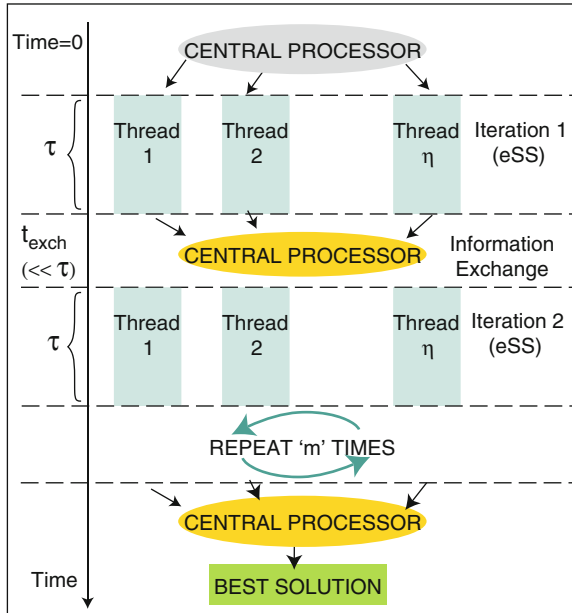 Time=0
CENTRAL PROCESSOR
τ
Thread
1
Thread
2
Thread
η
Iteration 1
(eSS)
t_exch
(<< τ)
CENTRAL PROCESSOR
Information
Exchange
τ
Thread
1
Thread
2
Thread
η
Iteration 2
(eSS)
REPEAT ‘m’ TIMES
CENTRAL PROCESSOR
Time
BEST SOLUTION